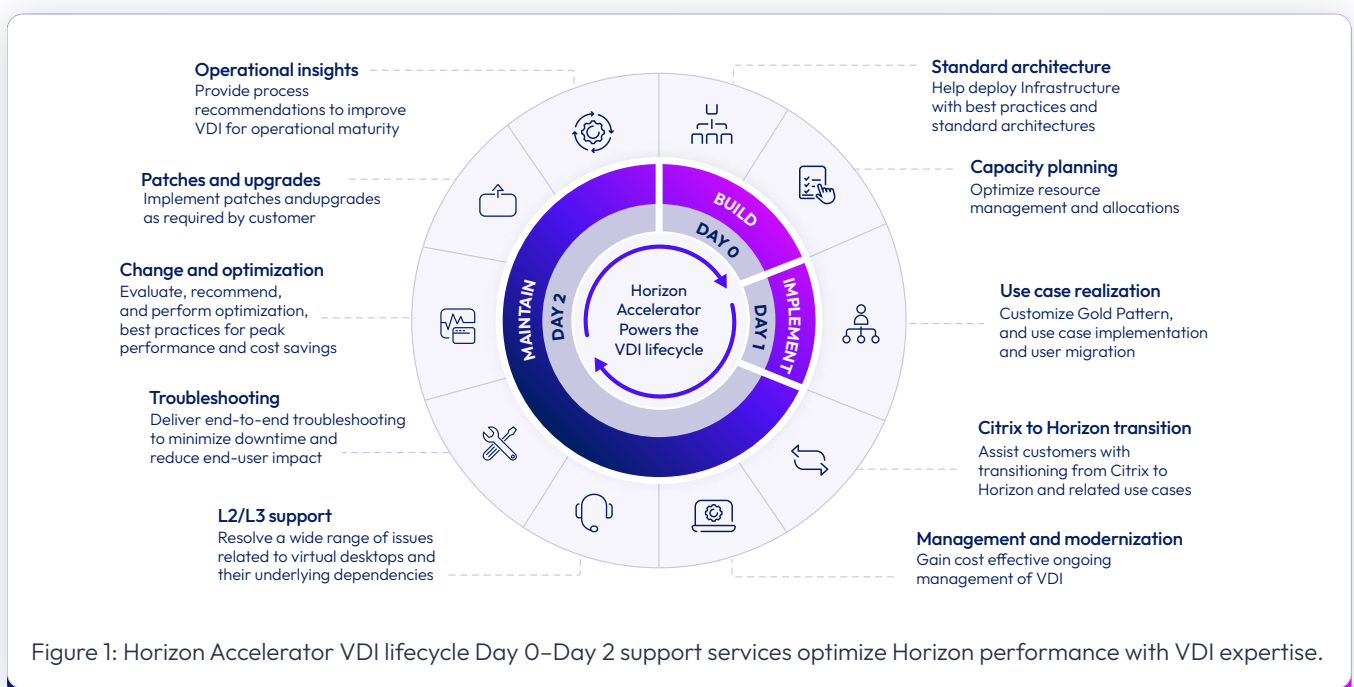 Operational insights
Provide process
recommendations to improve
VDI for operational maturity
Patches and upgrades
Implement patches andupgrades
as required by customer
Change and optimization
Evaluate, recommend,
and perform optimization,
best practices for peak
performance and cost savings
Troubleshooting
Deliver end-to-end troubleshooting
to minimize downtime and
reduce end-user impact
L2/L3 support
Resolve a wide range of issues
related to virtual desktops and
their underlying dependencies
BUILD
DAY 0
IMPLEMENT
DAY 1
MAINTAIN
DAY 2
Horizon
Accelerator
Powers the
VDI lifecycle
Standard architecture
Help deploy Infrastructure
with best practices and
standard architectures
Capacity planning
Optimize resource
management and allocations
Use case realization
Customize Gold Pattern,
and use case implementation
and user migration
Citrix to Horizon transition
Assist customers with
transitioning from Citrix to
Horizon and related use cases
Management and modernization
Gain cost effective ongoing
management of VDI
Figure 1: Horizon Accelerator VDI lifecycle Day 0–Day 2 support services optimize Horizon performance with VDI expertise.